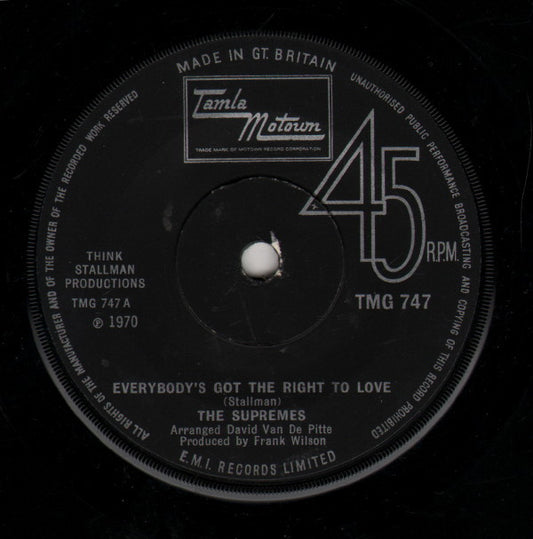 MADE IN GT. BRITAIN
Tamla
Motown
TRADE MARK OF MOTOWN RECORD CORPORATION
45
R.P.M.
THINK
STALLMAN
PRODUCTIONS
TMG 747 A
℗ 1970
TMG 747
EVERYBODY'S GOT THE RIGHT TO LOVE
(Stallman)
THE SUPREMES
Arranged David Van De Pitte
Produced by Frank Wilson
E.M.I. RECORDS LIMITED
ALL RIGHTS OF THE MANUFACTURER AND OF THE OWNER OF THE RECORDED WORK RESERVED
UNAUTHORISED PUBLIC PERFORMANCE BROADCASTING AND COPYING OF THIS RECORD PROHIBITED